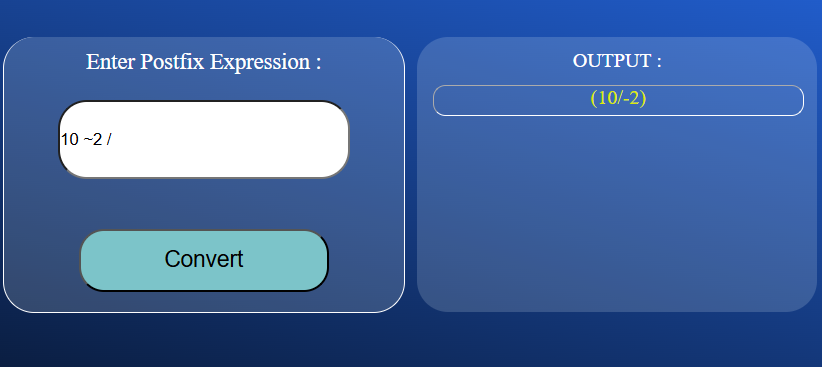 Enter Postfix Expression :
10 ~2 /
Convert
OUTPUT :
(10/-2)